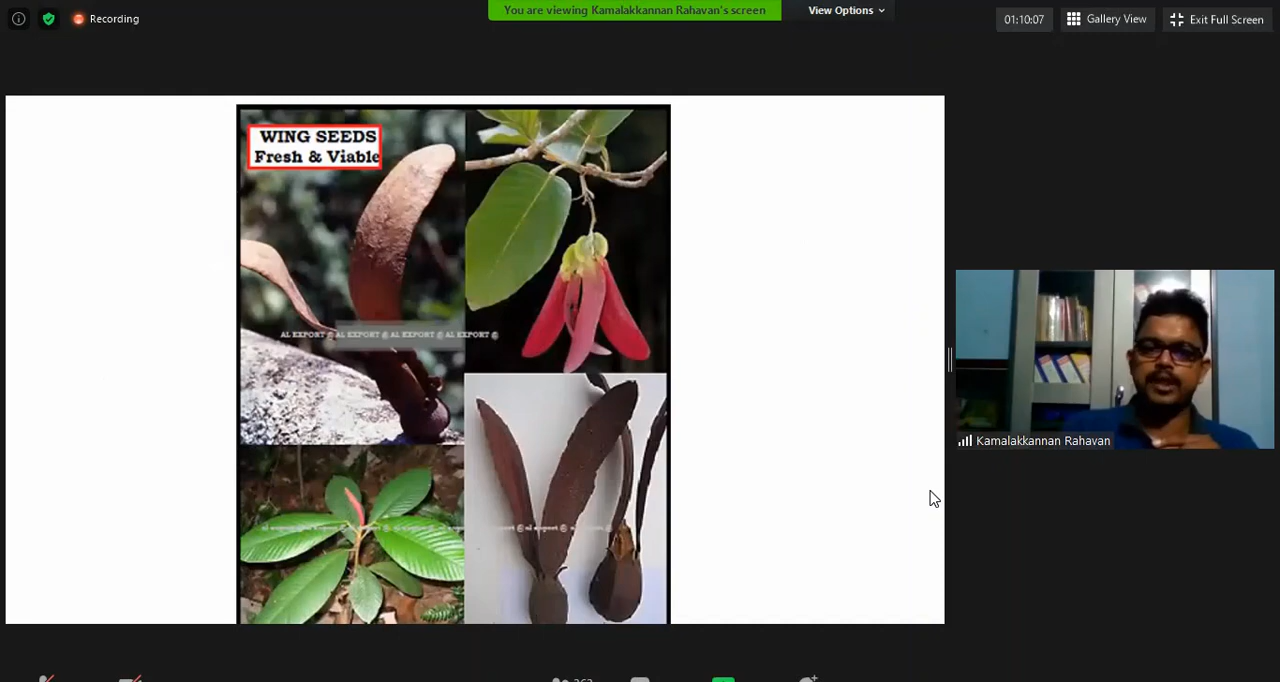 Recording
You are viewing Kamalakkannan Rahavan's screen
View Options
01:10:07
Gallery View
Exit Full Screen
WING SEEDS
Fresh & Viable
AL EXPORT @ AL EXPORT @ AL EXPORT @ AL EXPORT @
Kamalakkannan Rahavan